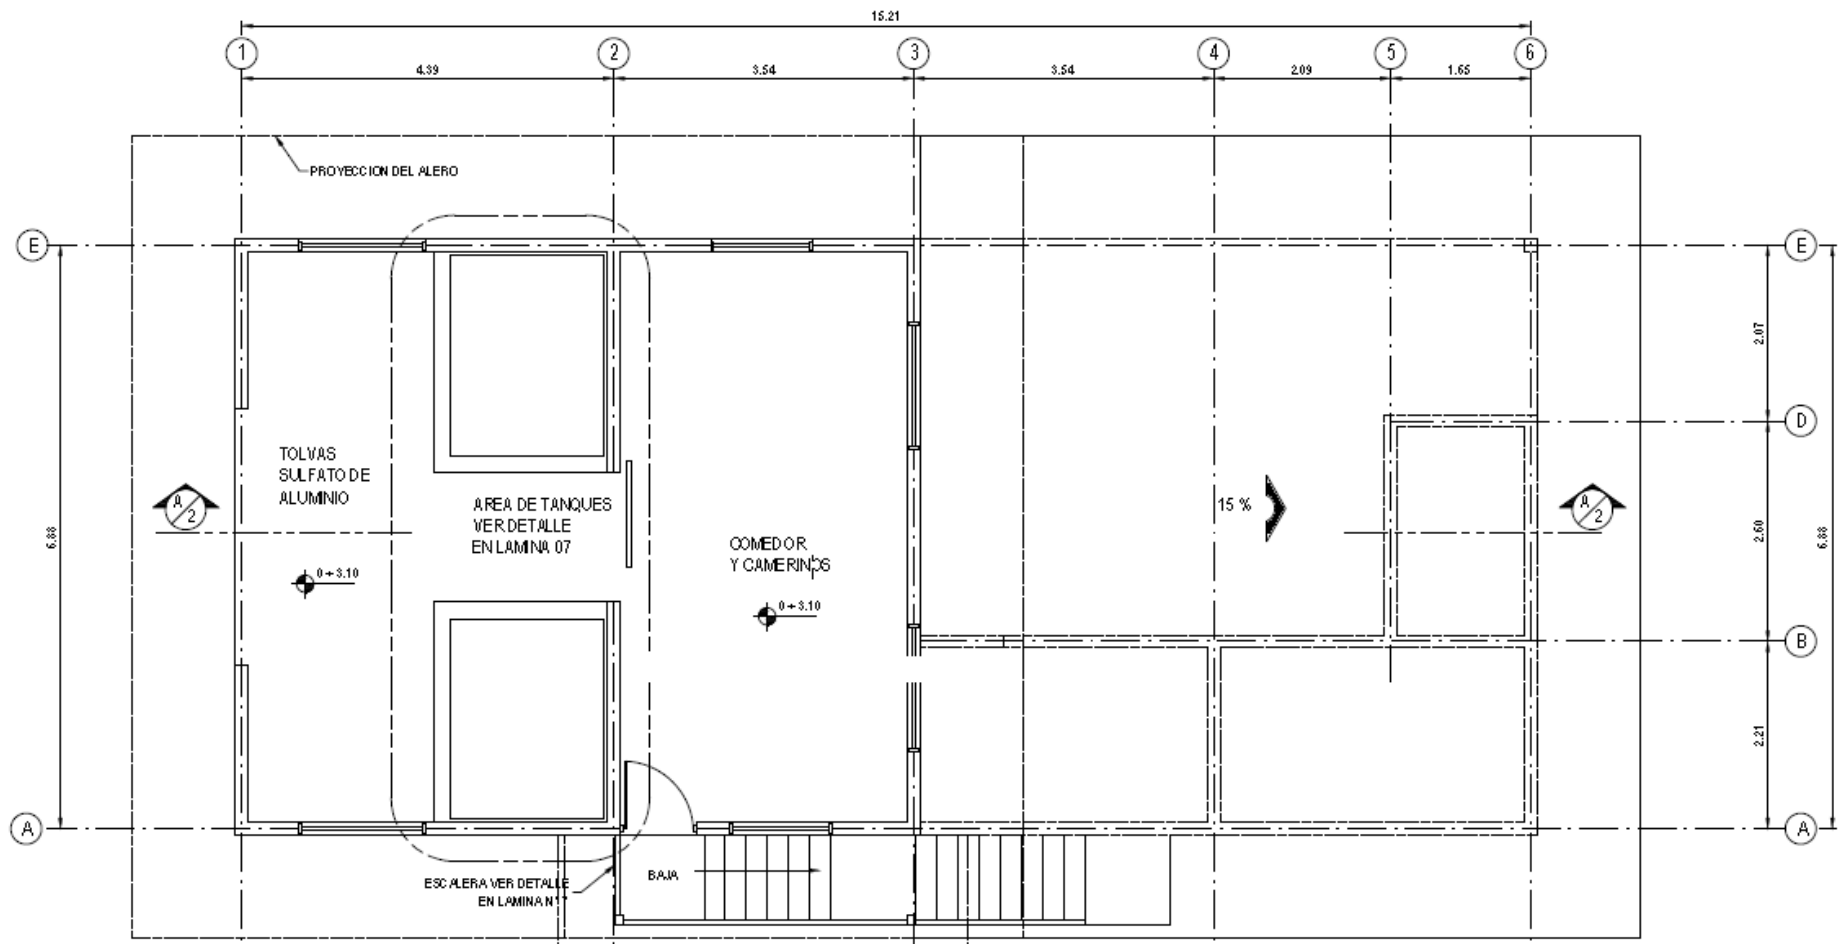 15.21
1 2 3 4 5 6
4.39 3.54 3.54 2.09 1.65
PROYECCION DEL ALERO
E E
2.07
D
TOLVAS
SULFATO DE
ALUMINIO
A
2
AREA DE TANQUES
VER DETALLE
EN LAMINA 07
15 %
A
2
6.88
COMEDOR
Y CAMERINOS
2.60
6.88
0+3.10
0+3.10
B
2.21
A A
BAJA
ESCALERA VER DETALLE
EN LAMINA